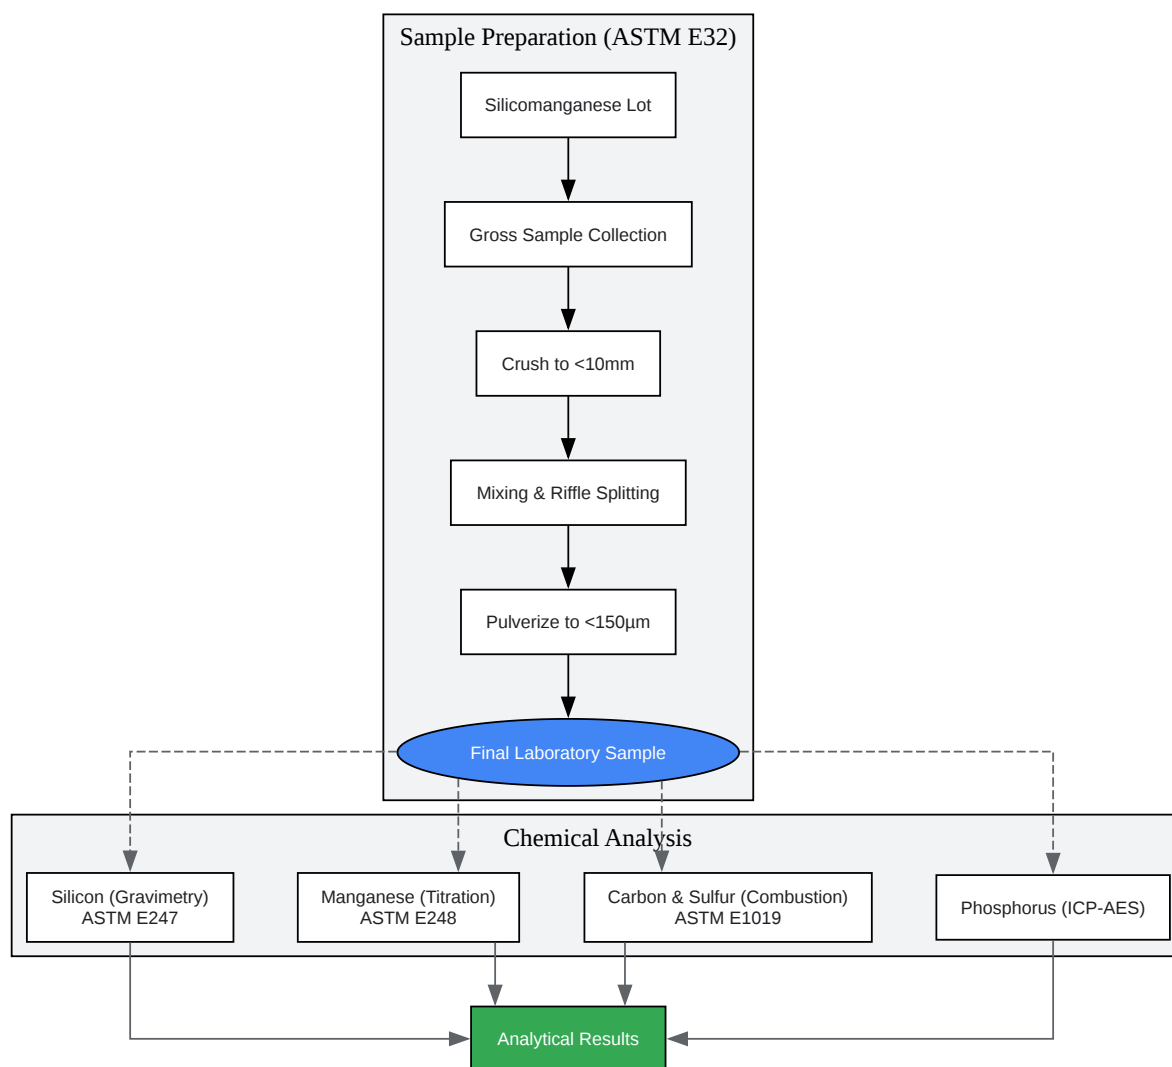 Sample Preparation (ASTM E32)
Silicomanganese Lot
Gross Sample Collection
Crush to <10mm
Mixing & Riffle Splitting
Pulverize to <150µm
Final Laboratory Sample
Chemical Analysis
Silicon (Gravimetry)
ASTM E247
Manganese (Titration)
ASTM E248
Carbon & Sulfur (Combustion)
ASTM E1019
Phosphorus (ICP-AES)
Analytical Results